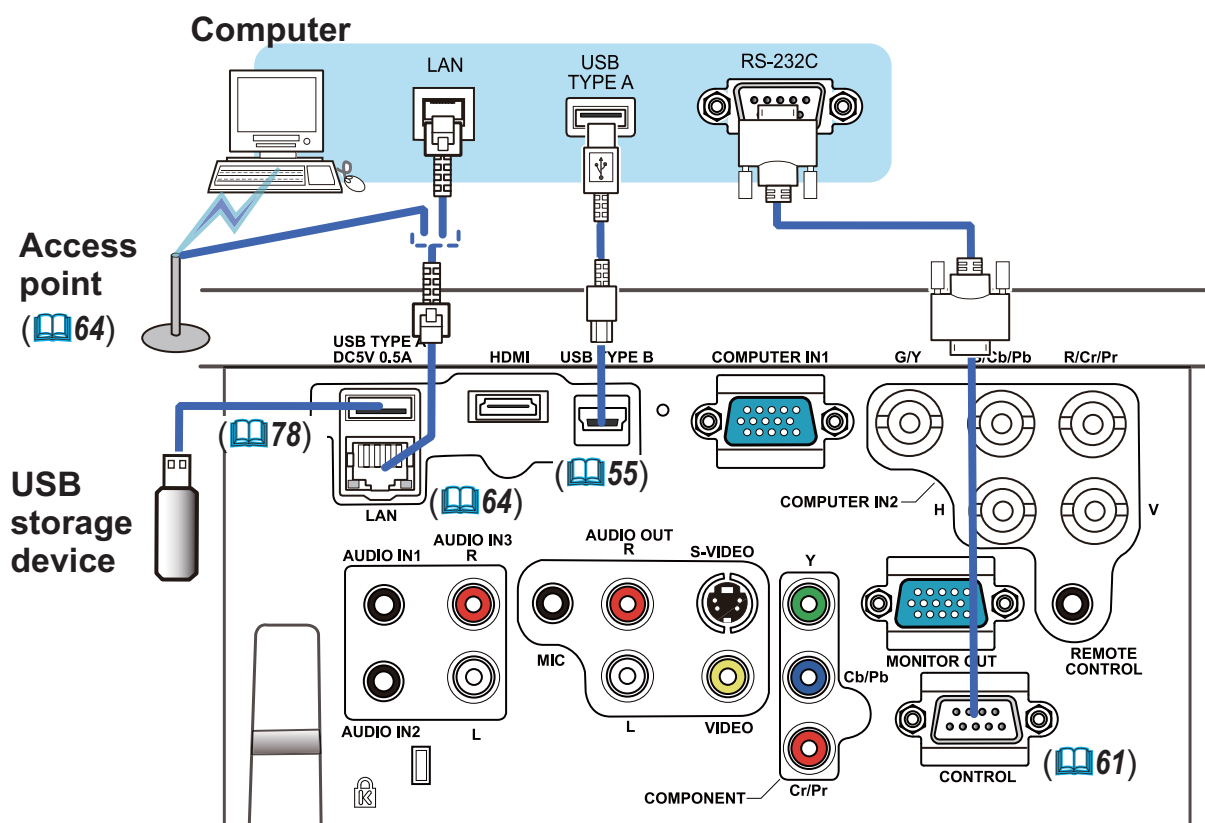 Computer
LAN
USB
TYPE A
RS-232C
Access
point
(64)
USB TYPE A
DC5V 0.5A
HDMI
USB TYPE B
COMPUTER IN1
G/Y
B/Cb/Pb
R/Cr/Pr
(78)
(55)
USB
storage
device
(64)
LAN
COMPUTER IN2
H
V
AUDIO IN1
AUDIO IN3
R
AUDIO OUT
R
S-VIDEO
Y
MIC
MONITOR OUT
REMOTE
CONTROL
Cb/Pb
AUDIO IN2
L
L
VIDEO
CONTROL
(61)
K
COMPONENT
Cr/Pr